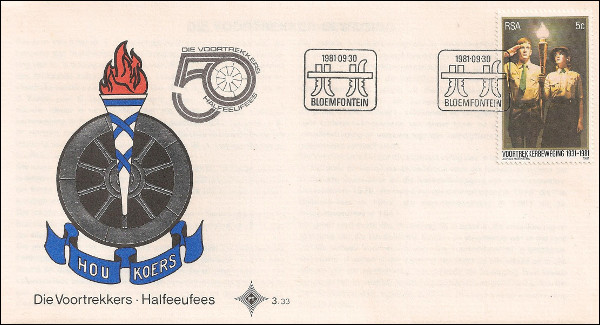 DIE VOORTREKKERS
50
HALFEEUFEES
1981·09·30
BLOEMFONTEIN
1981·09·30
BLOEMFONTEIN
RSA 5c
VOORTREKKERBEWEGING 1931-1981
HOU KOERS
Die Voortrekkers · Halfeeufees
3.33